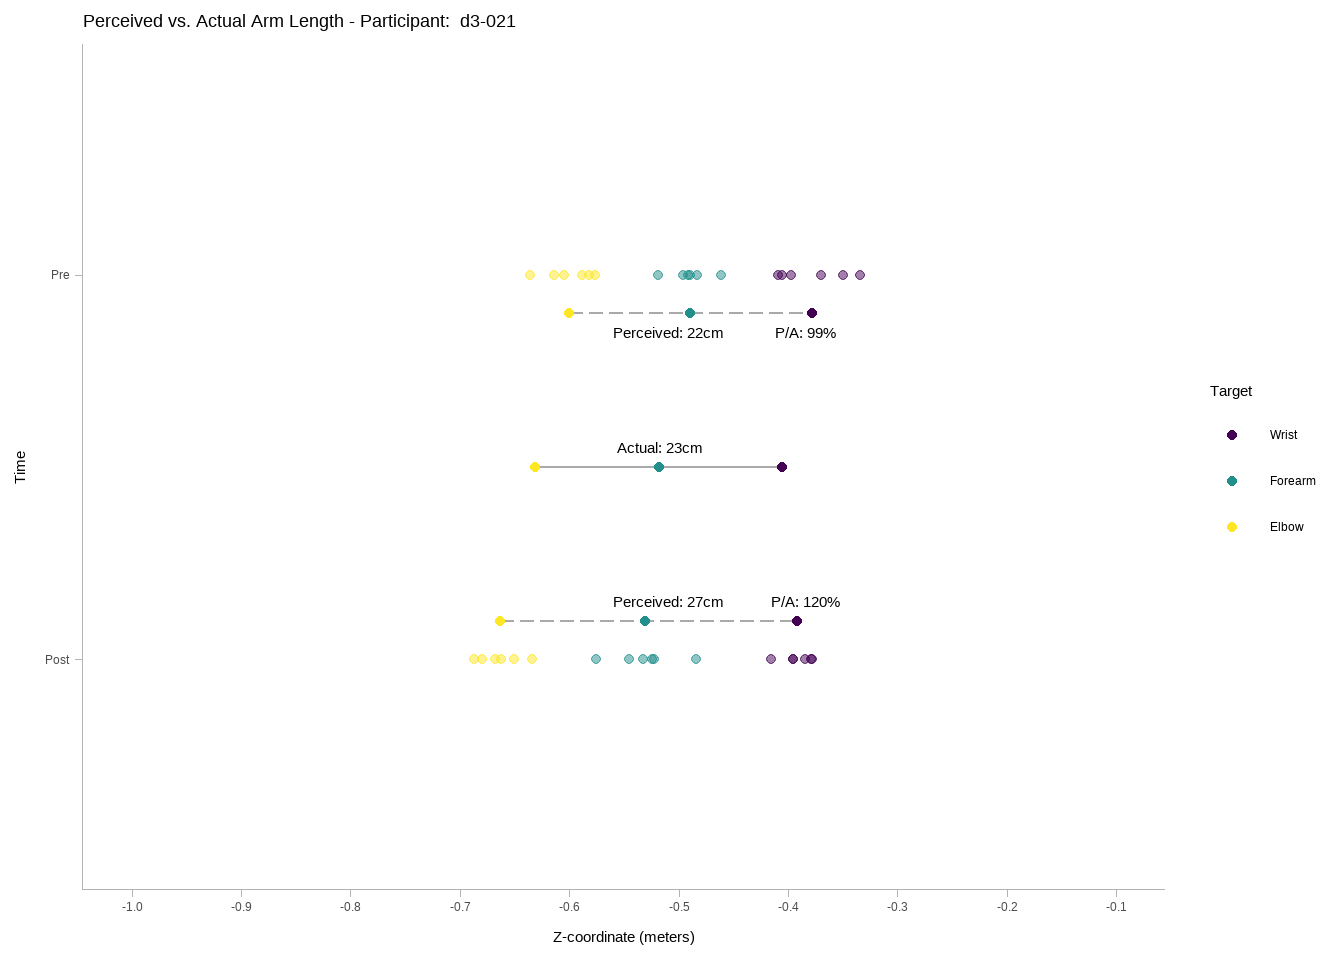 Perceived vs. Actual Arm Length - Participant:  d3-021
Pre
Perceived: 22cm
P/A: 99%
Target
Wrist
Actual: 23cm
Time
Forearm
Elbow
Perceived: 27cm
P/A: 120%
Post
-1.0
-0.9
-0.8
-0.7
-0.6
-0.5
-0.4
-0.3
-0.2
-0.1
Z-coordinate (meters)